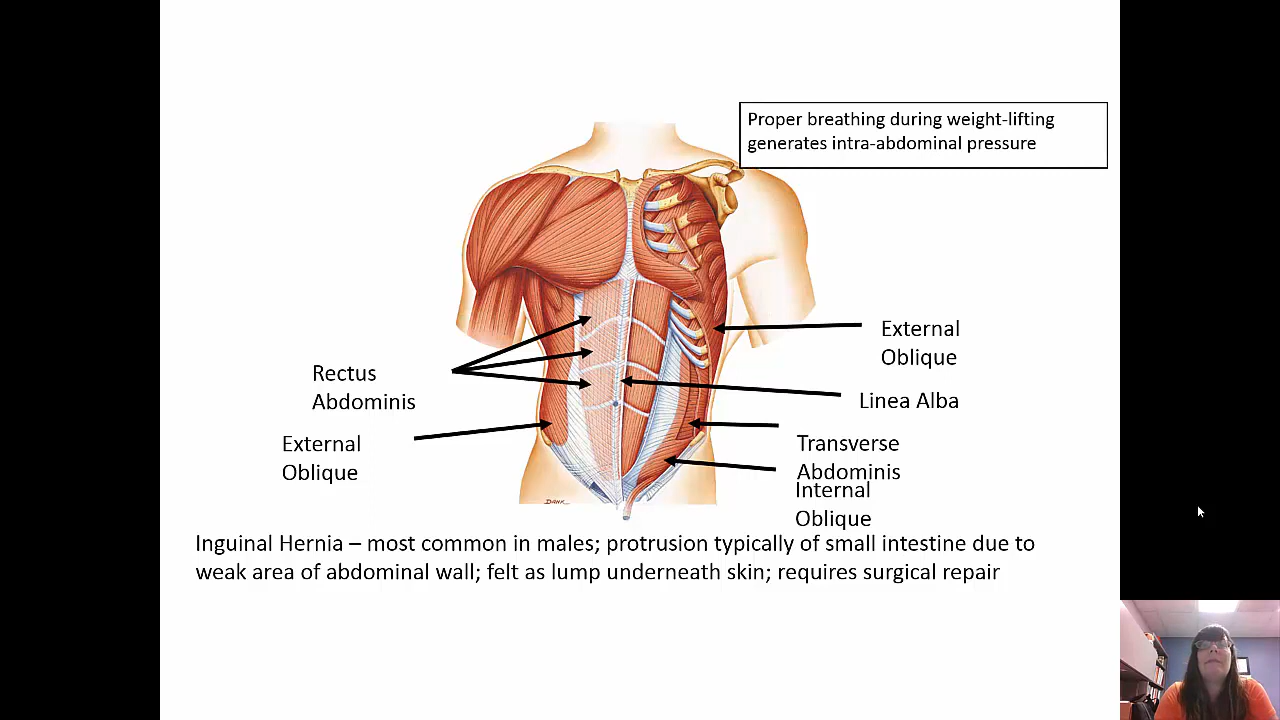 Proper breathing during weight-lifting
generates intra-abdominal pressure
External
Oblique
Rectus
Abdominis
Linea Alba
External
Oblique
Transverse
Abdominis
Internal
Oblique
DANK
Inguinal Hernia – most common in males; protrusion typically of small intestine due to
weak area of abdominal wall; felt as lump underneath skin; requires surgical repair